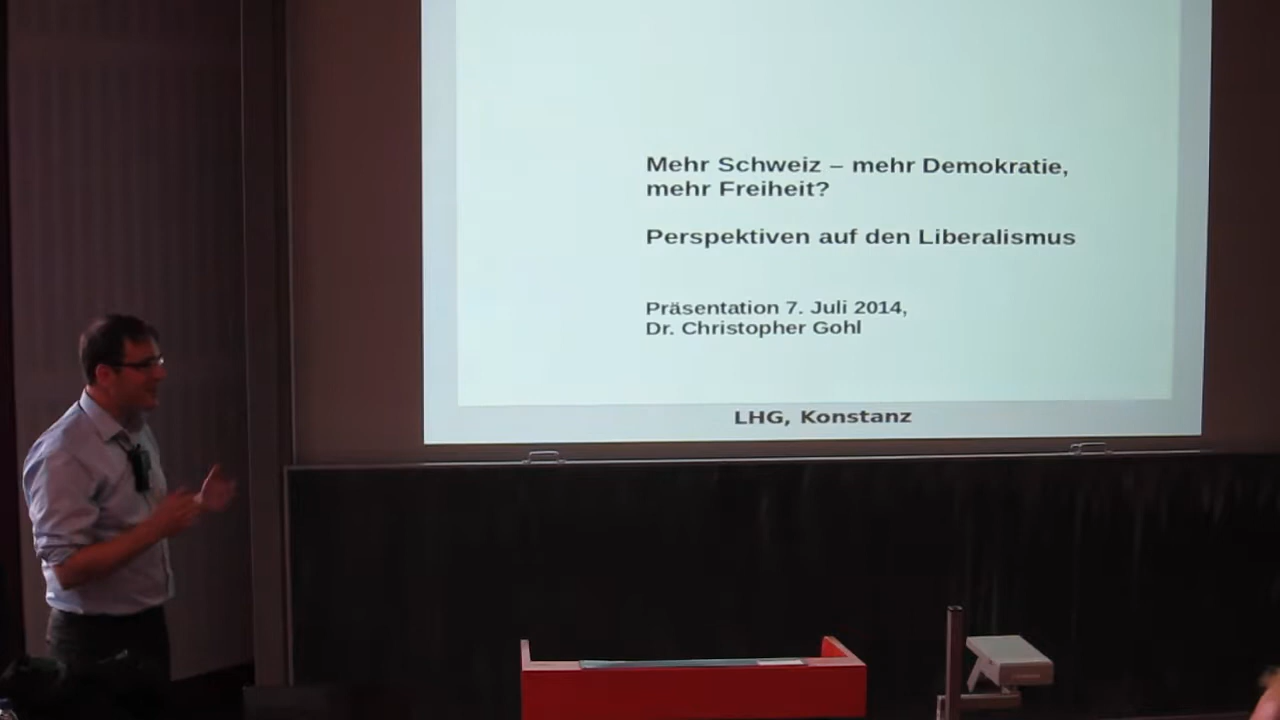 Mehr Schweiz – mehr Demokratie,
mehr Freiheit?
Perspektiven auf den Liberalismus
Präsentation 7. Juli 2014,
Dr. Christopher Gohl
LHG, Konstanz